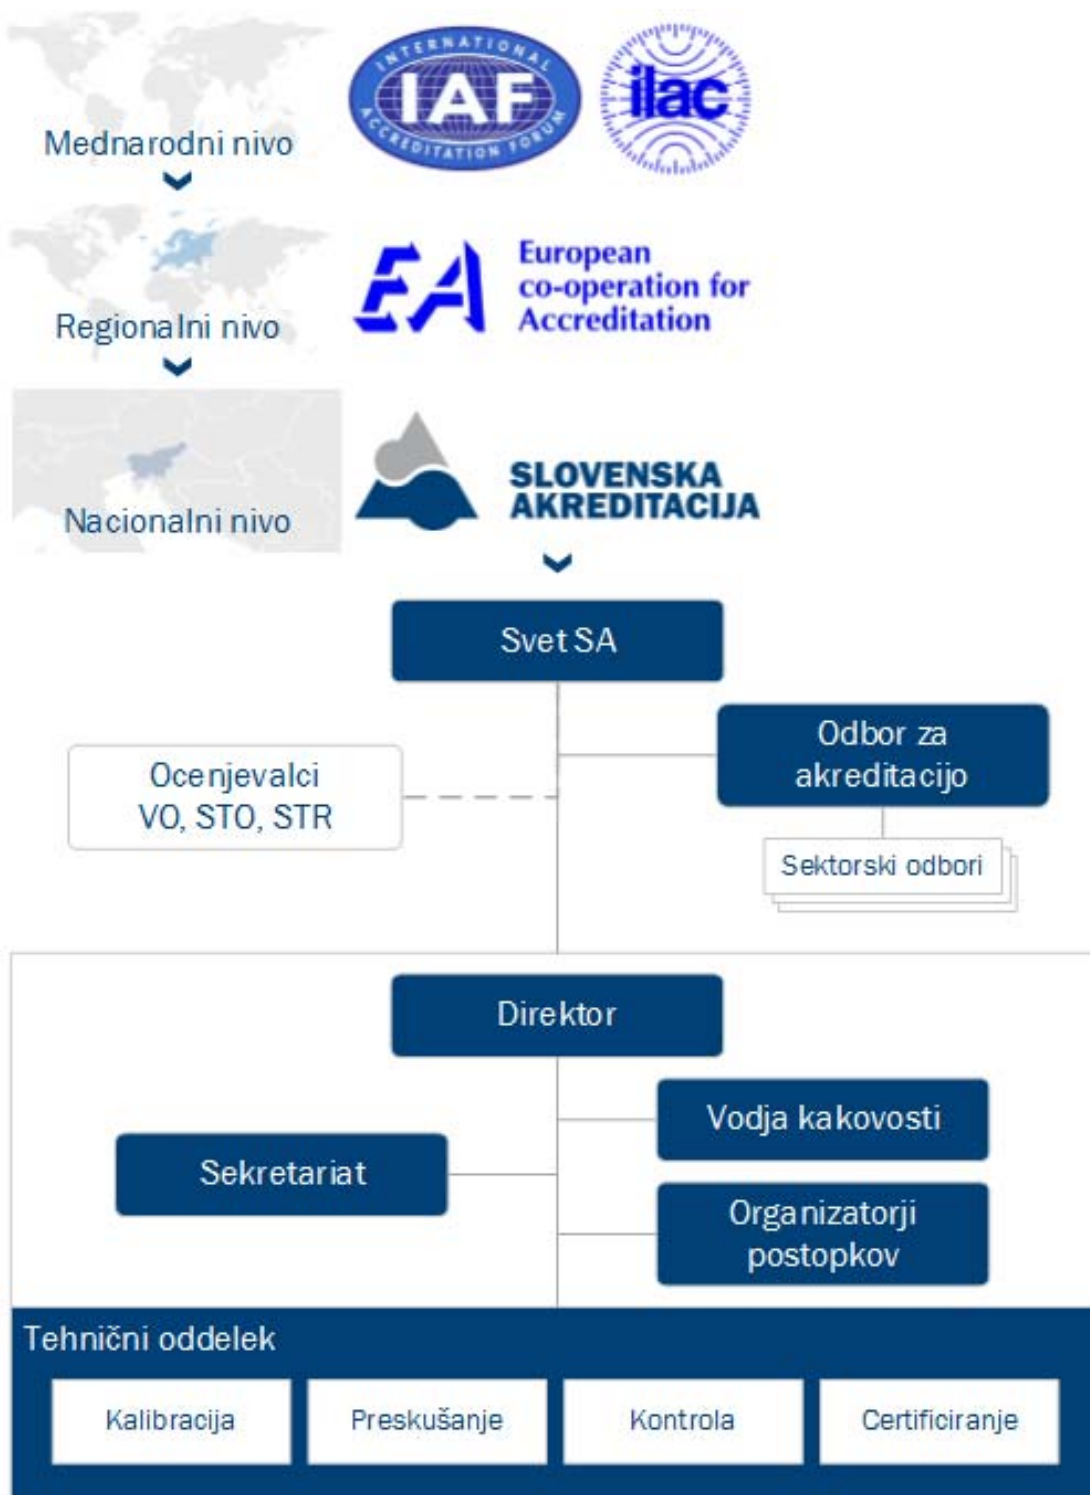 INTERNATIONAL
IAF
ACCREDITATION FORUM
ilac
Mednarodni nivo
EA
European
co-operation for
Accreditation
Regionalni nivo
SLOVENSKA
AKREDITACIJA
Nacionalni nivo
Svet SA
Odbor za
akreditacijo
Ocenjevalci
VO, STO, STR
Sektorski odbori
Direktor
Vodja kakovosti
Sekretariat
Organizatorji
postopkov
Tehnični oddelek
Kalibracija
Preskušanje
Kontrola
Certificiranje